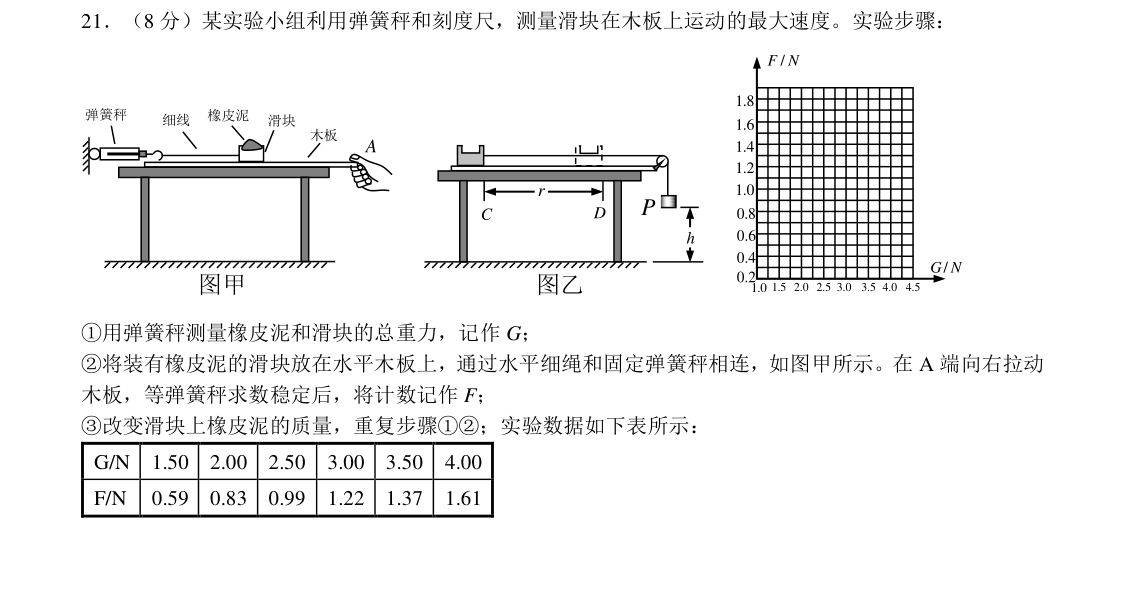 21．（8 分）某实验小组利用弹簧秤和刻度尺，测量滑块在木板上运动的最大速度。实验步骤：
弹簧秤 细线 橡皮泥 滑块 木板 A
图甲
C r D P h
图乙
F / N
1.8
1.6
1.4
1.2
1.0
0.8
0.6
0.4
0.2
1.0 1.5 2.0 2.5 3.0 3.5 4.0 4.5
G/N
①用弹簧秤测量橡皮泥和滑块的总重力，记作 G；
②将装有橡皮泥的滑块放在水平木板上，通过水平细绳和固定弹簧秤相连，如图甲所示。在 A 端向右拉动
木板，等弹簧秤求数稳定后，将计数记作 F；
③改变滑块上橡皮泥的质量，重复步骤①②；实验数据如下表所示：
G/N 1.50 2.00 2.50 3.00 3.50 4.00
F/N 0.59 0.83 0.99 1.22 1.37 1.61